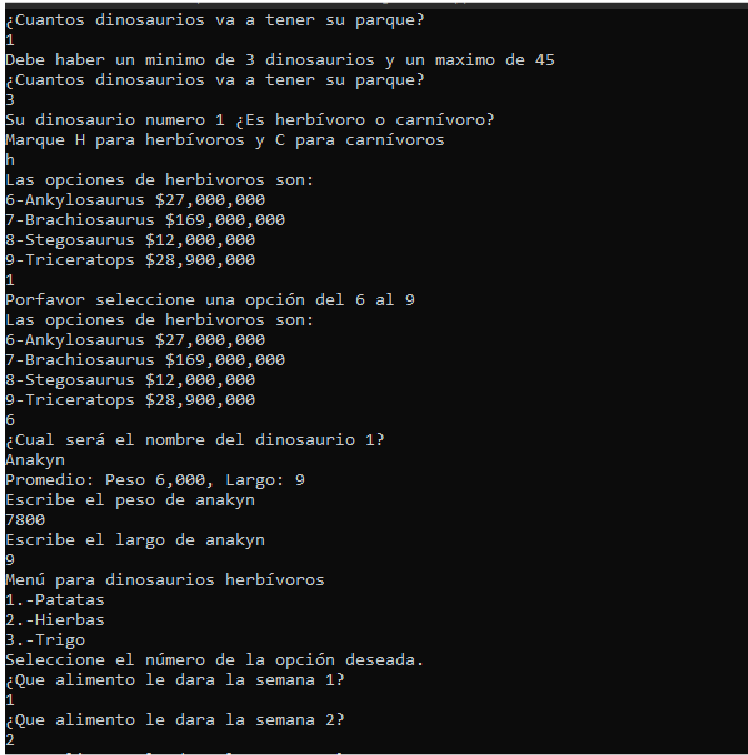 ¿Cuantos dinosaurios va a tener su parque?
1
Debe haber un minimo de 3 dinosaurios y un maximo de 45
¿Cuantos dinosaurios va a tener su parque?
3
Su dinosaurio numero 1 ¿Es herbívoro o carnívoro?
Marque H para herbívoros y C para carnívoros
h
Las opciones de herbivoros son:
6-Ankylosaurus $27,000,000
7-Brachiosaurus $169,000,000
8-Stegosaurus $12,000,000
9-Triceratops $28,900,000
1
Porfavor seleccione una opción del 6 al 9
Las opciones de herbivoros son:
6-Ankylosaurus $27,000,000
7-Brachiosaurus $169,000,000
8-Stegosaurus $12,000,000
9-Triceratops $28,900,000
6
¿Cual será el nombre del dinosaurio 1?
Anakyn
Promedio: Peso 6,000, Largo: 9
Escribe el peso de anakyn
7800
Escribe el largo de anakyn
9
Menú para dinosaurios herbívoros
1.-Patatas
2.-Hierbas
3.-Trigo
Seleccione el número de la opción deseada.
¿Que alimento le dara la semana 1?
1
¿Que alimento le dara la semana 2?
2